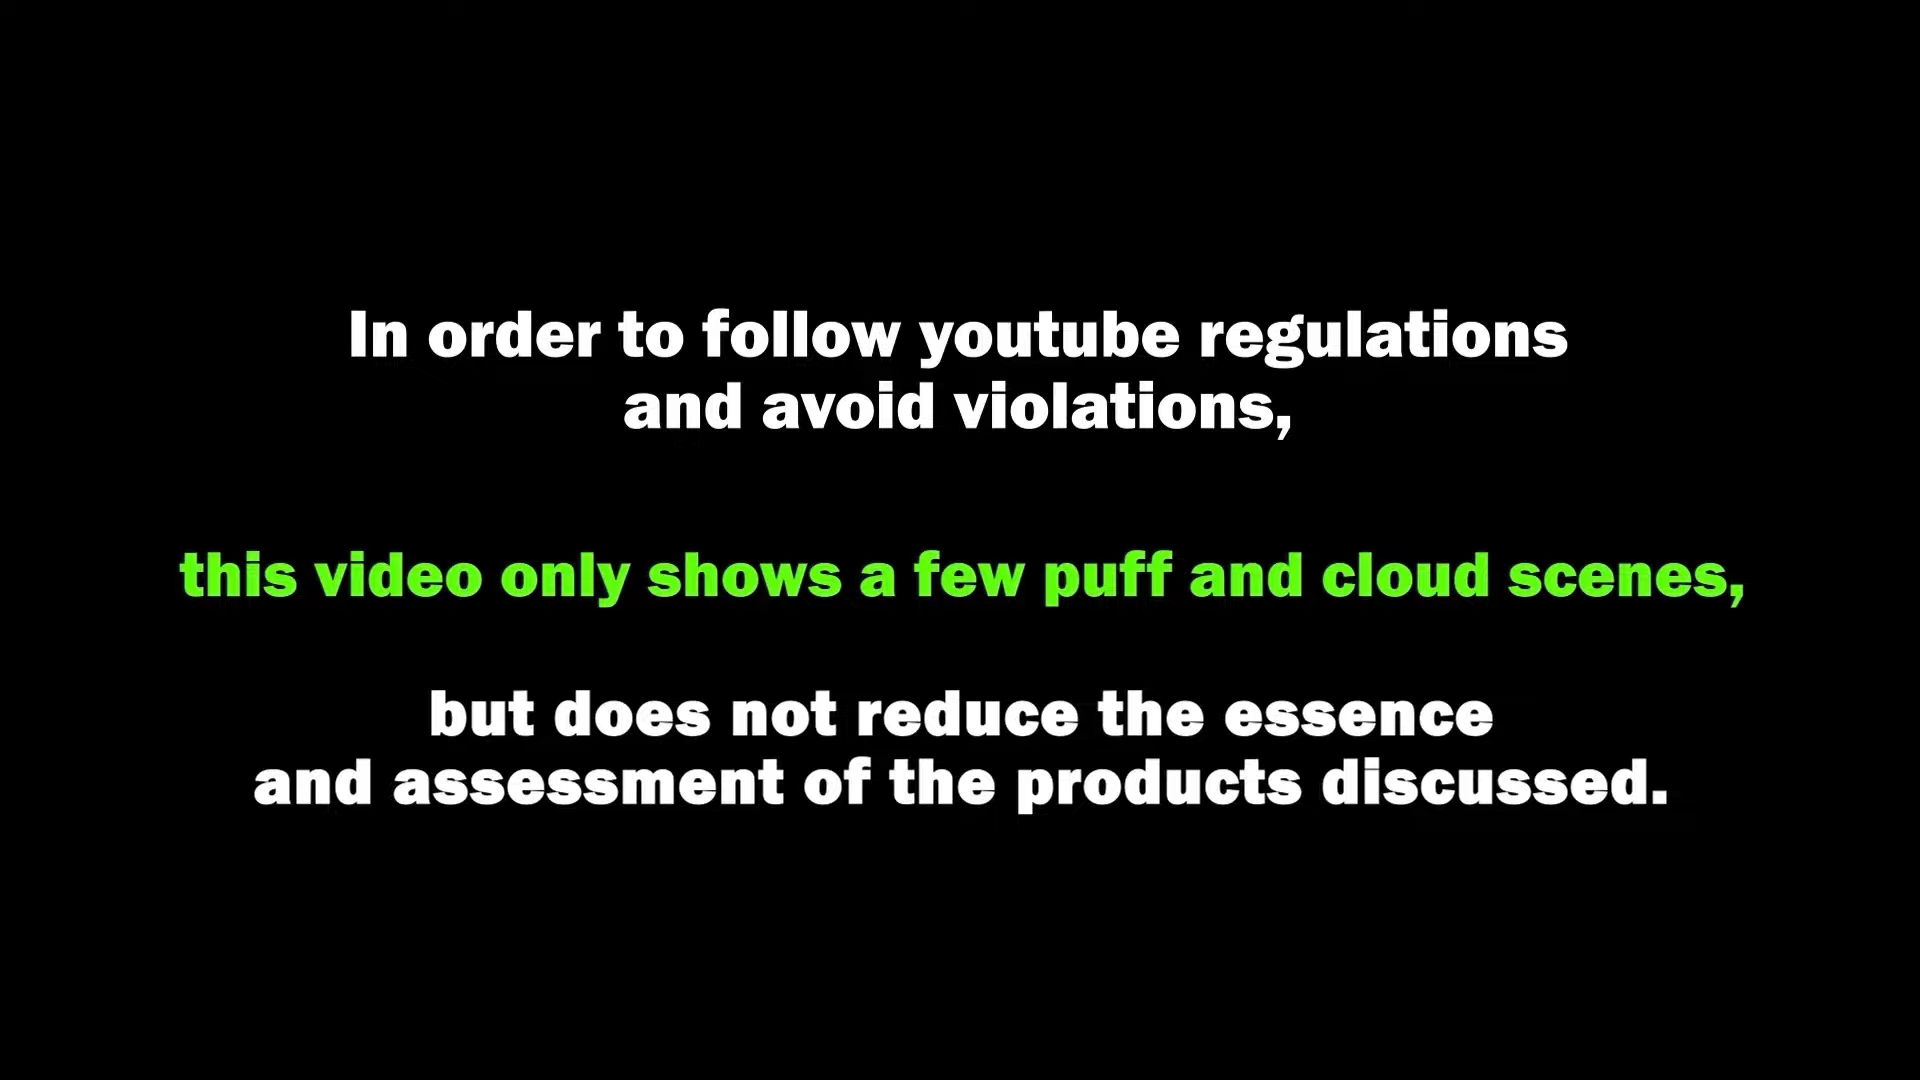 In order to follow youtube regulations
and avoid violations,
this video only shows a few puff and cloud scenes,
but does not reduce the essence
and assessment of the products discussed.